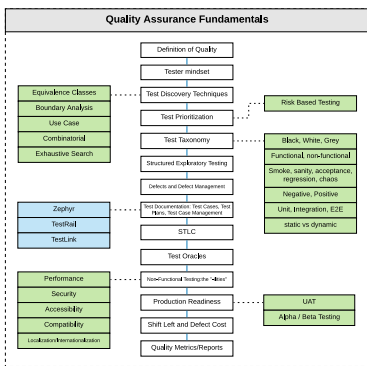 Quality Assurance Fundamentals
Definition of Quality
Tester mindset
Equivalence Classes
Test Discovery Techniques
Boundary Analysis
Use Case
Combinatorial
Exhaustive Search
Test Prioritization
Risk Based Testing
Test Taxonomy
Black, White, Grey
Functional, non-functional
Smoke, sanity, acceptance,
regression, chaos
Negative, Positive
Unit, Integration, E2E
static vs dynamic
Structured Exploratory Testing
Defects and Defect Management
Zephyr
TestRail
TestLink
Test Documentation: Test Cases, Test
Plans, Test Case Management
STLC
Test Oracles
Performance
Security
Accessibility
Compatibility
Localization/Internationalization
Non-Functional Testing:the "-ilities"
Production Readiness
UAT
Alpha / Beta Testing
Shift Left and Defect Cost
Quality Metrics/Reports